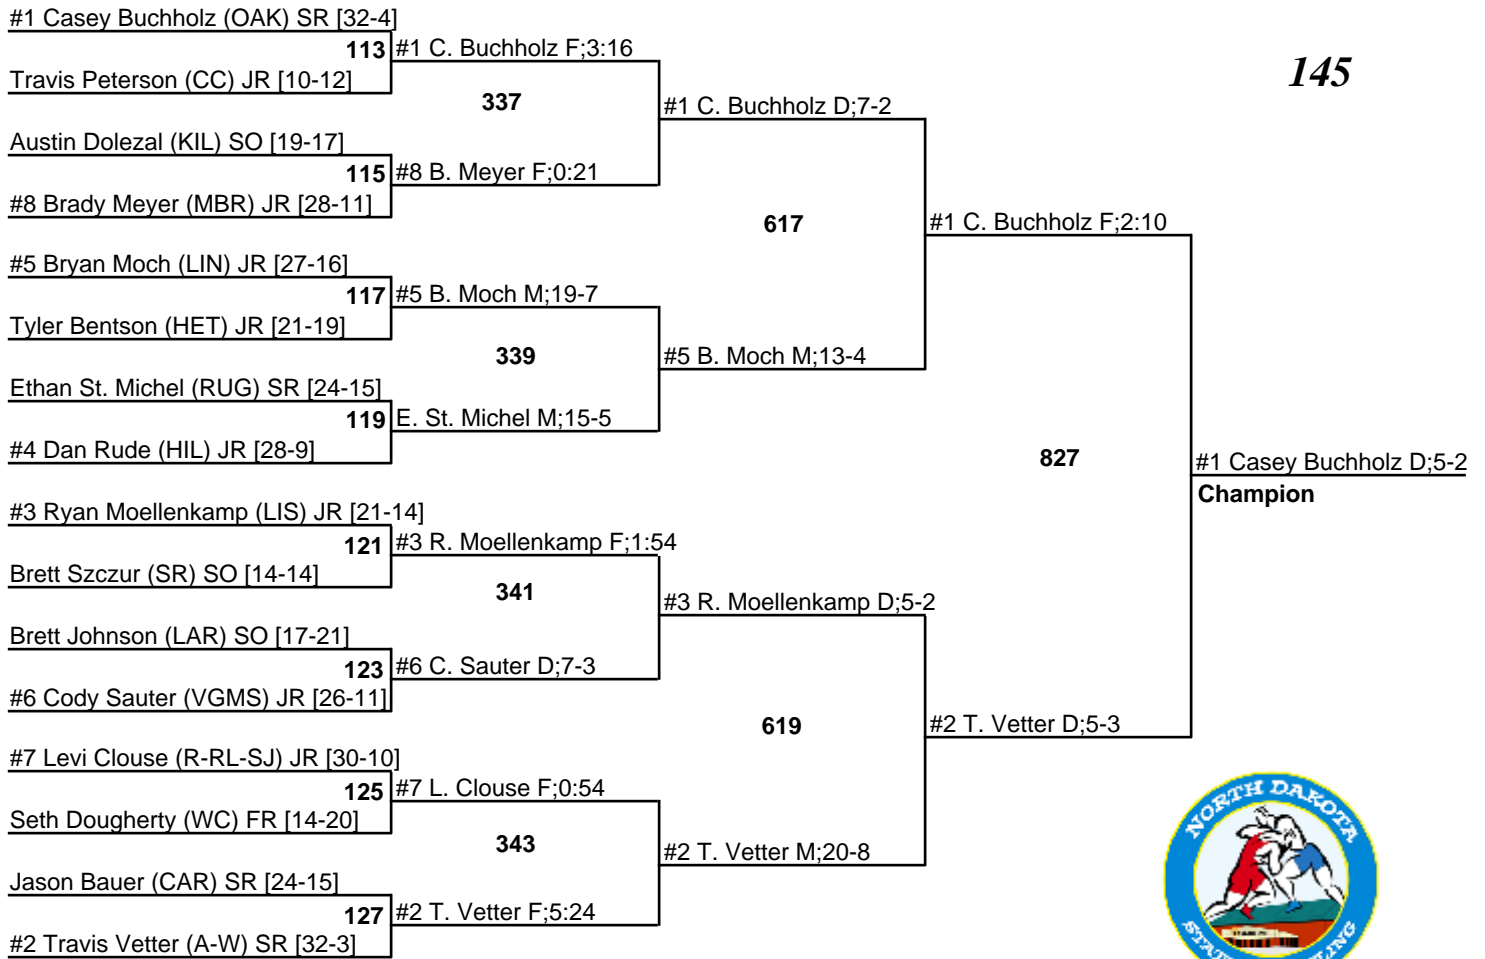 #1 Casey Buchholz (OAK) SR [32-4]
113 #1 C. Buchholz F;3:16
Travis Peterson (CC) JR [10-12]
145
337
#1 C. Buchholz D;7-2
Austin Dolezal (KIL) SO [19-17]
115 #8 B. Meyer F;0:21
#8 Brady Meyer (MBR) JR [28-11]
617
#1 C. Buchholz F;2:10
#5 Bryan Moch (LIN) JR [27-16]
117 #5 B. Moch M;19-7
Tyler Bentson (HET) JR [21-19]
339
#5 B. Moch M;13-4
Ethan St. Michel (RUG) SR [24-15]
119 E. St. Michel M;15-5
#4 Dan Rude (HIL) JR [28-9]
827
#1 Casey Buchholz D;5-2
Champion
#3 Ryan Moellenkamp (LIS) JR [21-14]
121 #3 R. Moellenkamp F;1:54
Brett Szczur (SR) SO [14-14]
341
#3 R. Moellenkamp D;5-2
Brett Johnson (LAR) SO [17-21]
123 #6 C. Sauter D;7-3
#6 Cody Sauter (VGMS) JR [26-11]
619
#2 T. Vetter D;5-3
#7 Levi Clouse (R-RL-SJ) JR [30-10]
125 #7 L. Clouse F;0:54
Seth Dougherty (WC) FR [14-20]
343
#2 T. Vetter M;20-8
Jason Bauer (CAR) SR [24-15]
127 #2 T. Vetter F;5:24
#2 Travis Vetter (A-W) SR [32-3]
NORTH DAKOTA